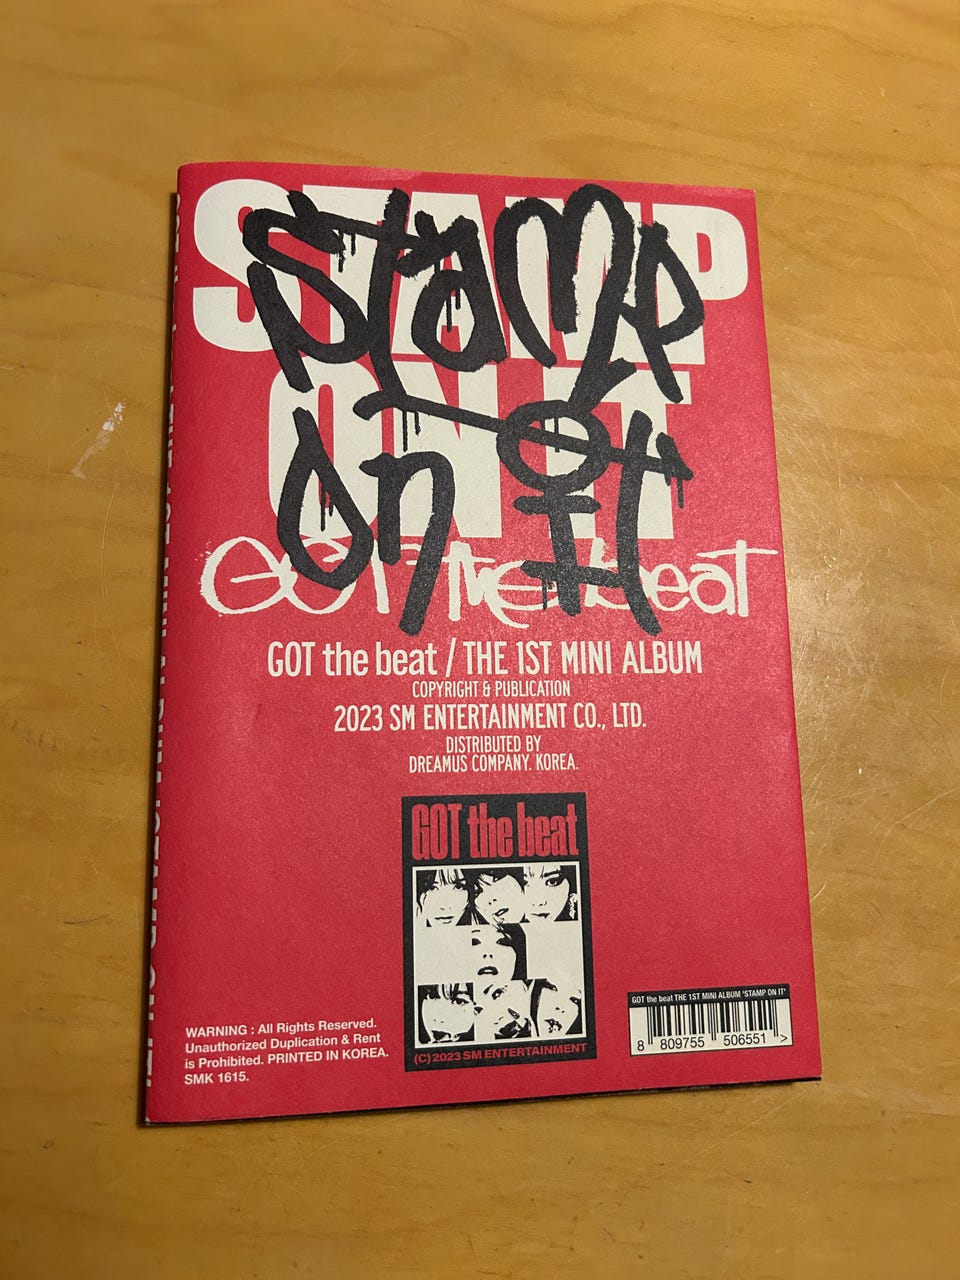 STAMP
ON IT
stamp
on it
GOT the beat
GOT the beat / THE 1ST MINI ALBUM
COPYRIGHT & PUBLICATION
2023 SM ENTERTAINMENT CO., LTD.
DISTRIBUTED BY
DREAMUS COMPANY. KOREA.
GOT the beat
(C) 2023 SM ENTERTAINMENT
WARNING : All Rights Reserved.
Unauthorized Duplication & Rent
is Prohibited. PRINTED IN KOREA.
SMK 1615.
GOT the beat THE 1ST MINI ALBUM 'STAMP ON IT'
8 809755 506551 >